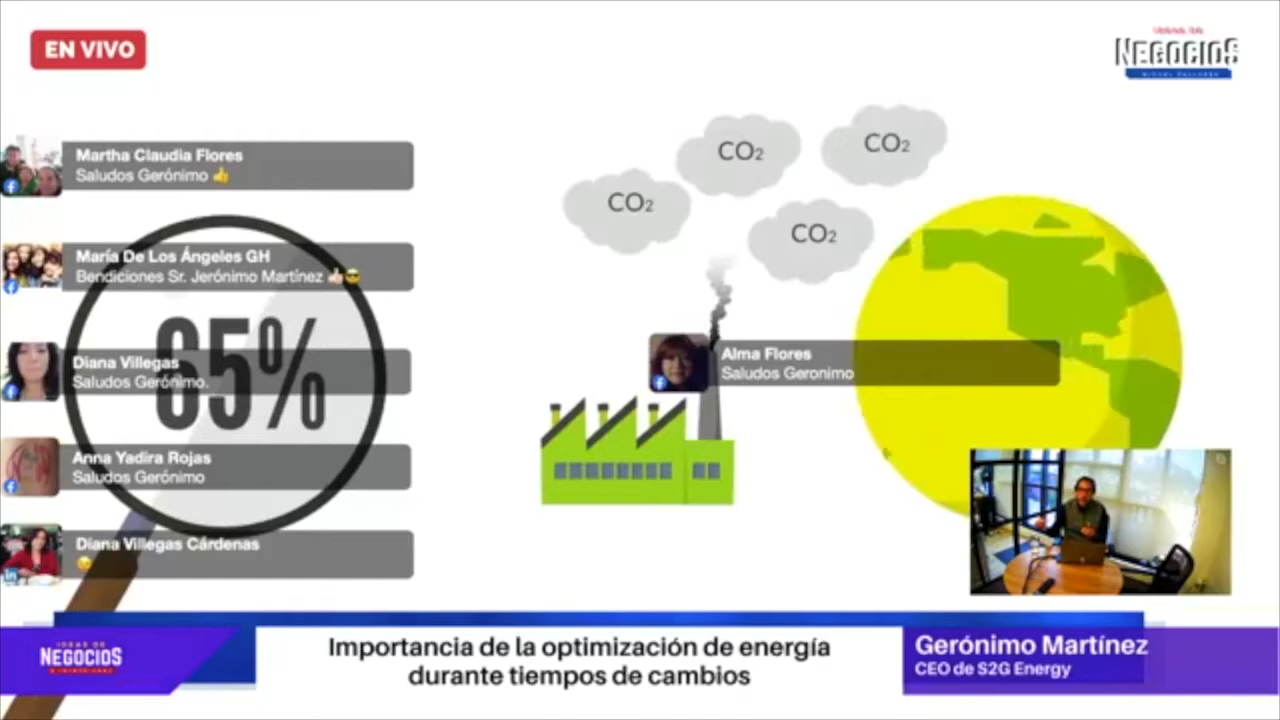 EN VIVO
NEGOCIOS
Martha Claudia Flores
Saludos Gerónimo 👍
María De Los Ángeles GH
Bendiciones Sr. Jerónimo Martínez 👍😎
65%
Diana Villegas
Saludos Gerónimo.
Anna Yadira Rojas
Saludos Gerónimo
Diana Villegas Cárdenas
CO₂
CO₂
CO₂
CO₂
Alma Flores
Saludos Geronimo
IDEAS DE
NEGOCIOS
Importancia de la optimización de energía
durante tiempos de cambios
Gerónimo Martínez
CEO de S2G Energy